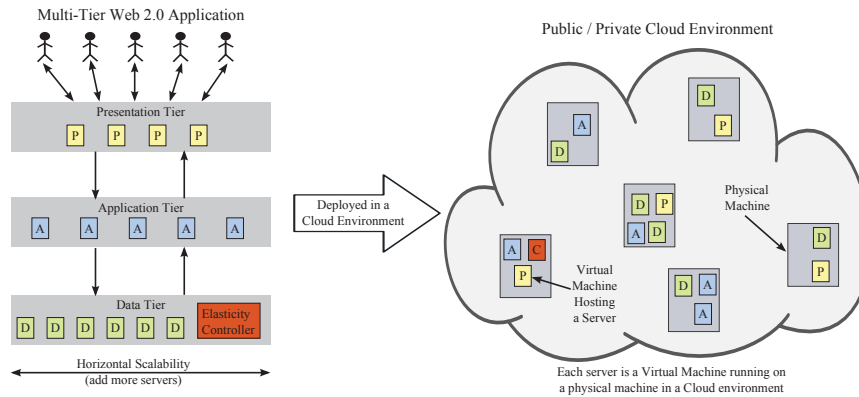 Multi-Tier Web 2.0 Application
Presentation Tier
P P P P
Application Tier
A A A A A
Data Tier
D D D D D D
Elasticity
Controller
Horizontal Scalability
(add more servers)
Deployed in a
Cloud Environment
Public / Private Cloud Environment
D
P
A
D
D P
A D
Physical
Machine
D
P
A C
P
Virtual
Machine
Hosting
a Server
D A
A
Each server is a Virtual Machine running on
a physical machine in a Cloud environment